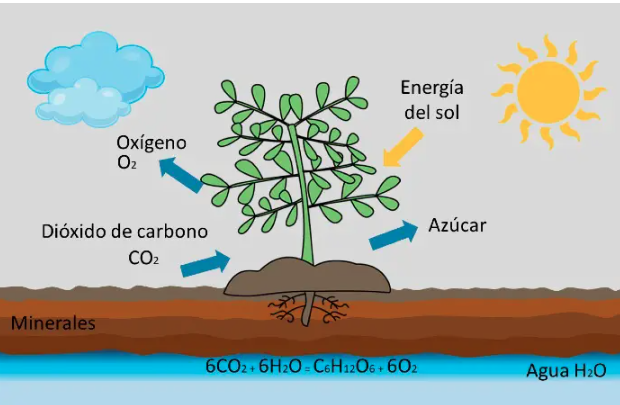 Energía
del sol
Oxígeno
O₂
Dióxido de carbono
CO₂
Azúcar
Minerales
6CO₂ + 6H₂O = C₆H₁₂O₆ + 6O₂
Agua H₂O